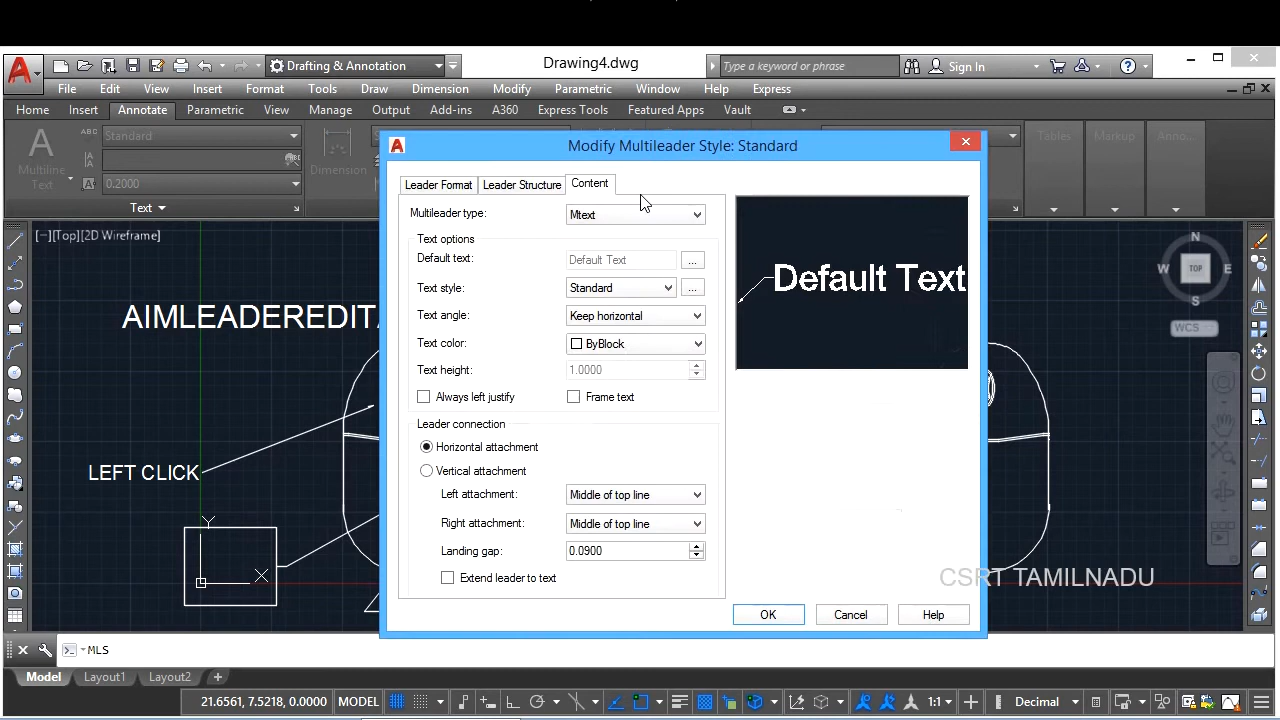 Drafting & Annotation
Drawing4.dwg
Type a keyword or phrase
Sign In
File Edit View Insert Format Tools Draw Dimension Modify Parametric Window Help Express
Home Insert Annotate Parametric View Manage Output Add-ins A360 Express Tools Featured Apps Vault
A
Multiline
Text
ABC
Standard
0.2000
Dimension
Tables
Markup
Anno...
Text
Modify Multileader Style: Standard
Leader Format
Leader Structure
Content
Multileader type:
Mtext
Text options
Default text:
Default Text
...
Text style:
Standard
...
Text angle:
Keep horizontal
Text color:
ByBlock
Text height:
1.0000
Always left justify
Frame text
Leader connection
Horizontal attachment
Vertical attachment
Left attachment:
Middle of top line
Right attachment:
Middle of top line
Landing gap:
0.0900
Extend leader to text
Default Text
OK
Cancel
Help
[−][Top][2D Wireframe]
AIMLEADEREDIT
LEFT CLICK
Y
X
N
W
TOP
E
S
WCS
CSRT TAMILNADU
MLS
Model
Layout1
Layout2
+
21.6561, 7.5218, 0.0000
MODEL
1:1
Decimal